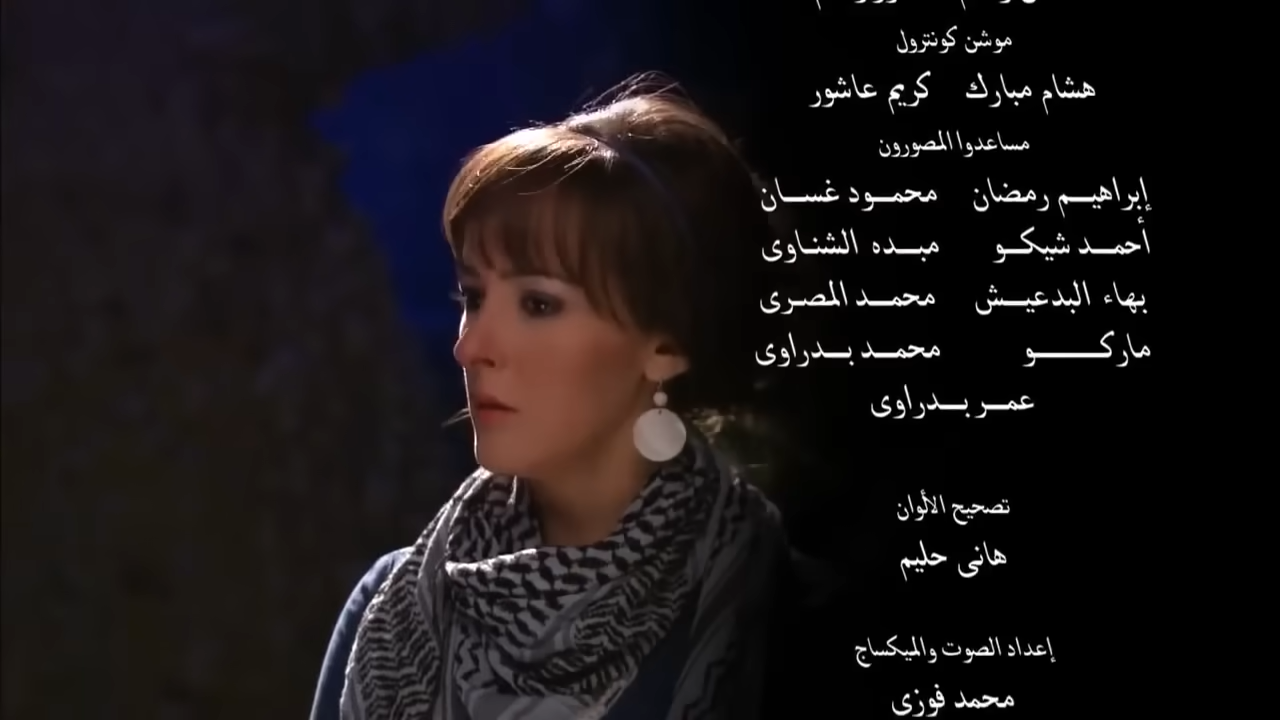 موشن كونترول
هشام مبارك كريم عاشور
مساعدوا المصورون
إبراهيم رمضان محمود غسان
أحمد شيكو مبده الشناوى
بهاء البدعيش محمد المصرى
ماركو محمد بدراوى
عمر بدراوى
تصحيح الألوان
هانى حليم
إعداد الصوت والميكساج
محمد فوزى